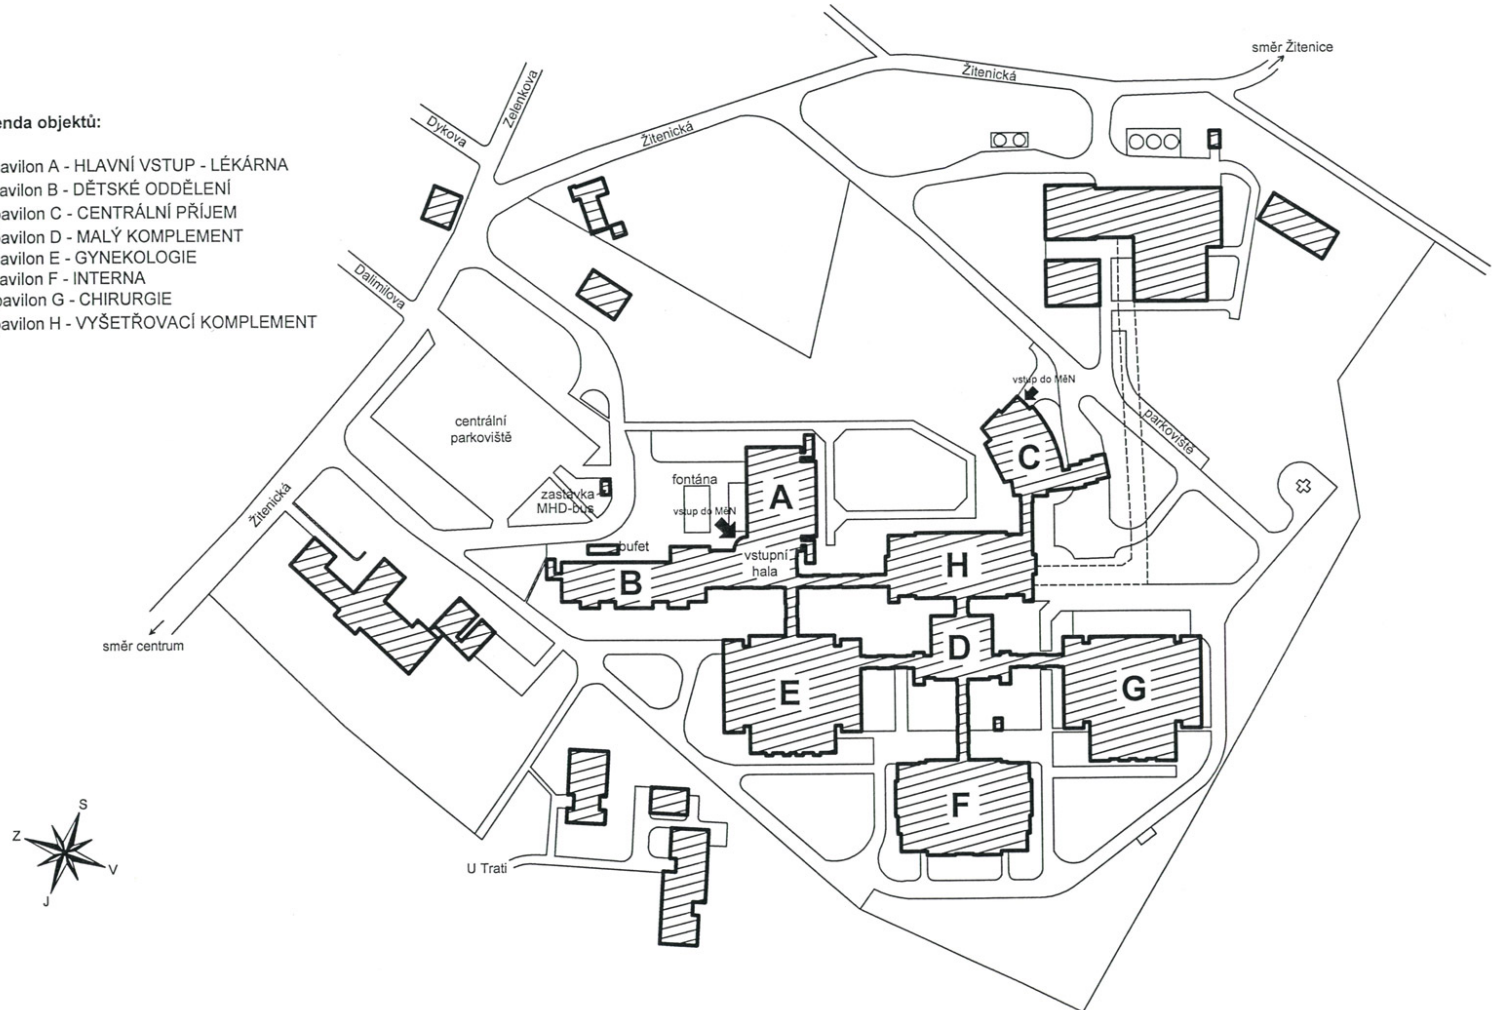 enda objektů:
avilon A - HLAVNÍ VSTUP - LÉKÁRNA
avilon B - DĚTSKÉ ODDĚLENÍ
avilon C - CENTRÁLNÍ PŘÍJEM
avilon D - MALÝ KOMPLEMENT
avilon E - GYNEKOLOGIE
avilon F - INTERNA
pavilon G - CHIRURGIE
avilon H - VYŠETŘOVACÍ KOMPLEMENT
směr Žitenice
Žitenická
Zelenkova
Dykova
Žitenická
Dalimilova
vstup do MěN
centrální
parkoviště
parkoviště
C
fontána
A
zastávka
MHD-bus
Žitenická
vstup do MěN
bufet
vstupní
hala
B
H
směr centrum
D
E
G
F
S
Z
V
J
U Trati